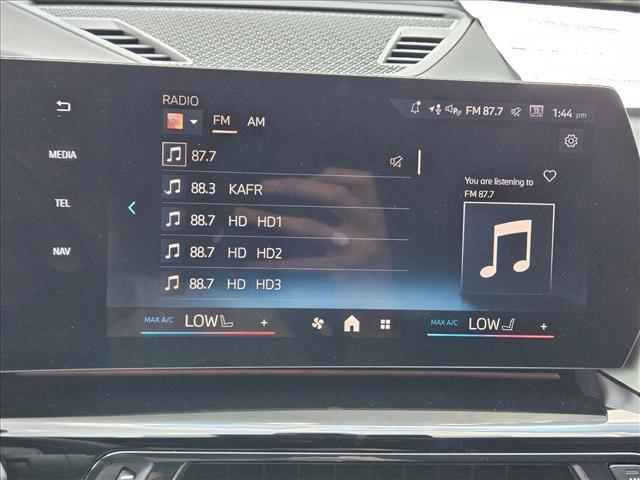 RADIO
FM 87.7 1:44 pm
FM AM
87.7
MEDIA
88.3 KAFR
You are listening to
FM 87.7
TEL
88.7 HD HD1
NAV
88.7 HD HD2
88.7 HD HD3
MAX A/C LOW + MAX A/C LOW +